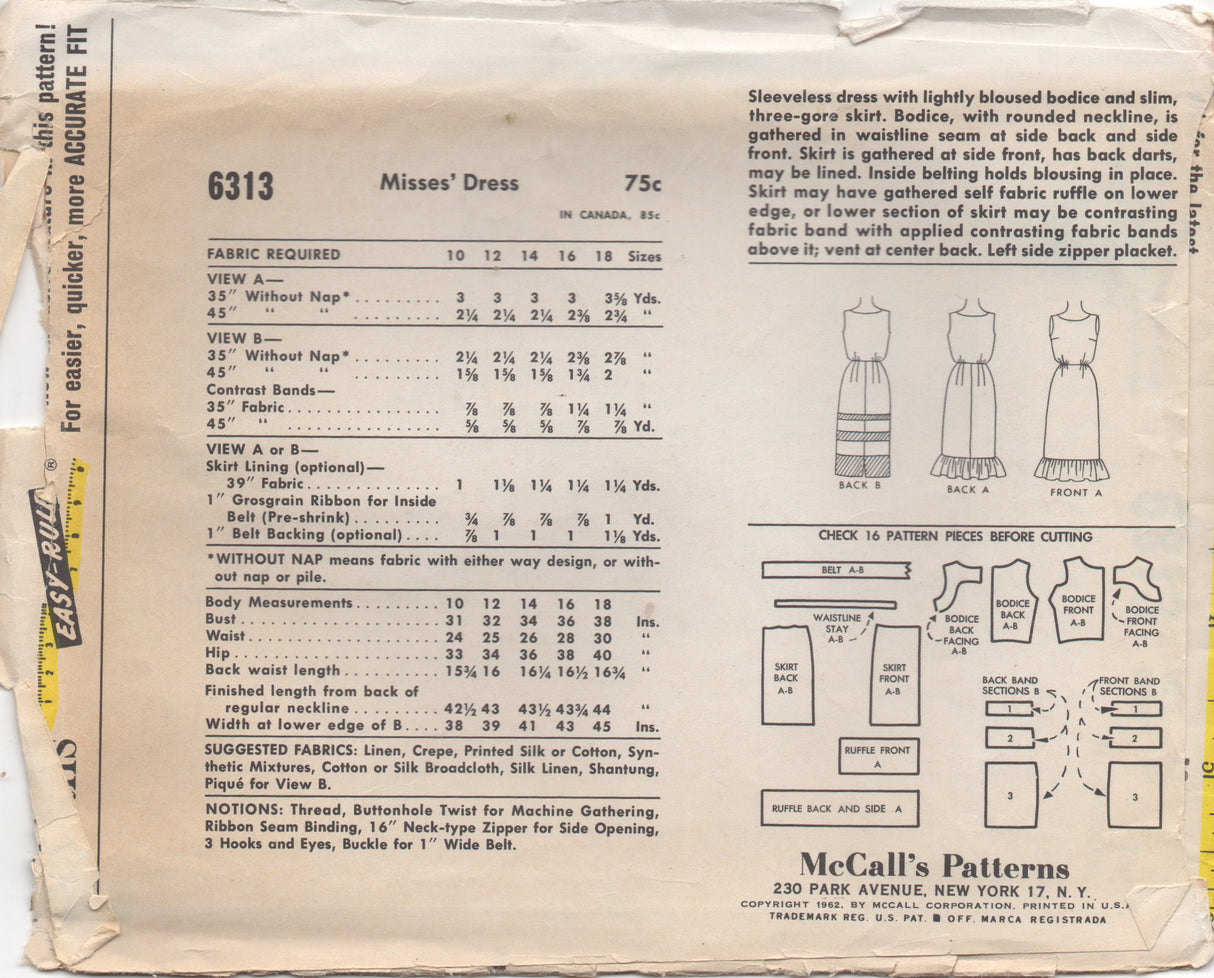 this pattern!
For easier, quicker, more ACCURATE FIT
EASY-RULE ®
for the latest
6313 Misses' Dress 75c
IN CANADA, 85c
FABRIC REQUIRED 10 12 14 16 18 Sizes
VIEW A—
35" Without Nap* ......... 3 3 3 3 3⅝ Yds.
45" " " .......... 2¼ 2¼ 2¼ 2⅜ 2¾ "
VIEW B—
35" Without Nap* ......... 2¼ 2¼ 2¼ 2⅜ 2⅞ "
45" " " .......... 1⅝ 1⅝ 1⅝ 1¾ 2 "
Contrast Bands—
35" Fabric ................ ⅞ ⅞ ⅞ 1¼ 1¼ "
45" " ................ ⅝ ⅝ ⅝ ⅞ ⅞ Yd.
VIEW A or B—
Skirt Lining (optional)—
39" Fabric .............. 1 1⅛ 1¼ 1¼ 1¼ Yds.
1" Grosgrain Ribbon for Inside
Belt (Pre-shrink) ......... ¾ ⅞ ⅞ ⅞ 1 Yd.
1" Belt Backing (optional) .... ⅞ 1 1 1 1⅛ Yds.
*WITHOUT NAP means fabric with either way design, or with-
out nap or pile.
Body Measurements ......... 10 12 14 16 18
Bust .................... 31 32 34 36 38 Ins.
Waist ................... 24 25 26 28 30 "
Hip ..................... 33 34 36 38 40 "
Back waist length .......... 15¾ 16 16¼ 16½ 16¾ "
Finished length from back of
regular neckline ......... 42½ 43 43½ 43¾ 44 "
Width at lower edge of B .... 38 39 41 43 45 Ins.
SUGGESTED FABRICS: Linen, Crepe, Printed Silk or Cotton, Syn-
thetic Mixtures, Cotton or Silk Broadcloth, Silk Linen, Shantung,
Piqué for View B.
NOTIONS: Thread, Buttonhole Twist for Machine Gathering,
Ribbon Seam Binding, 16" Neck-type Zipper for Side Opening,
3 Hooks and Eyes, Buckle for 1" Wide Belt.
Sleeveless dress with lightly bloused bodice and slim,
three-gore skirt. Bodice, with rounded neckline, is
gathered in waistline seam at side back and side
front. Skirt is gathered at side front, has back darts,
may be lined. Inside belting holds blousing in place.
Skirt may have gathered self fabric ruffle on lower
edge, or lower section of skirt may be contrasting
fabric band with applied contrasting fabric bands
above it; vent at center back. Left side zipper placket.
BACK B
BACK A
FRONT A
CHECK 16 PATTERN PIECES BEFORE CUTTING
BELT A-B
WAISTLINE
STAY
A-B
BODICE
BACK
FACING
A-B
BODICE
BACK
A-B
BODICE
FRONT
A-B
BODICE
FRONT
FACING
A-B
SKIRT
BACK
A-B
SKIRT
FRONT
A-B
BACK BAND
SECTIONS B
1
2
3
FRONT BAND
SECTIONS B
1
2
3
RUFFLE FRONT
A
RUFFLE BACK AND SIDE A
McCall's Patterns
230 PARK AVENUE, NEW YORK 17, N. Y.
COPYRIGHT 1962, BY MCCALL CORPORATION, PRINTED IN U.S.A
TRADEMARK REG. U.S. PAT. ■ OFF. MARCA REGISTRADA